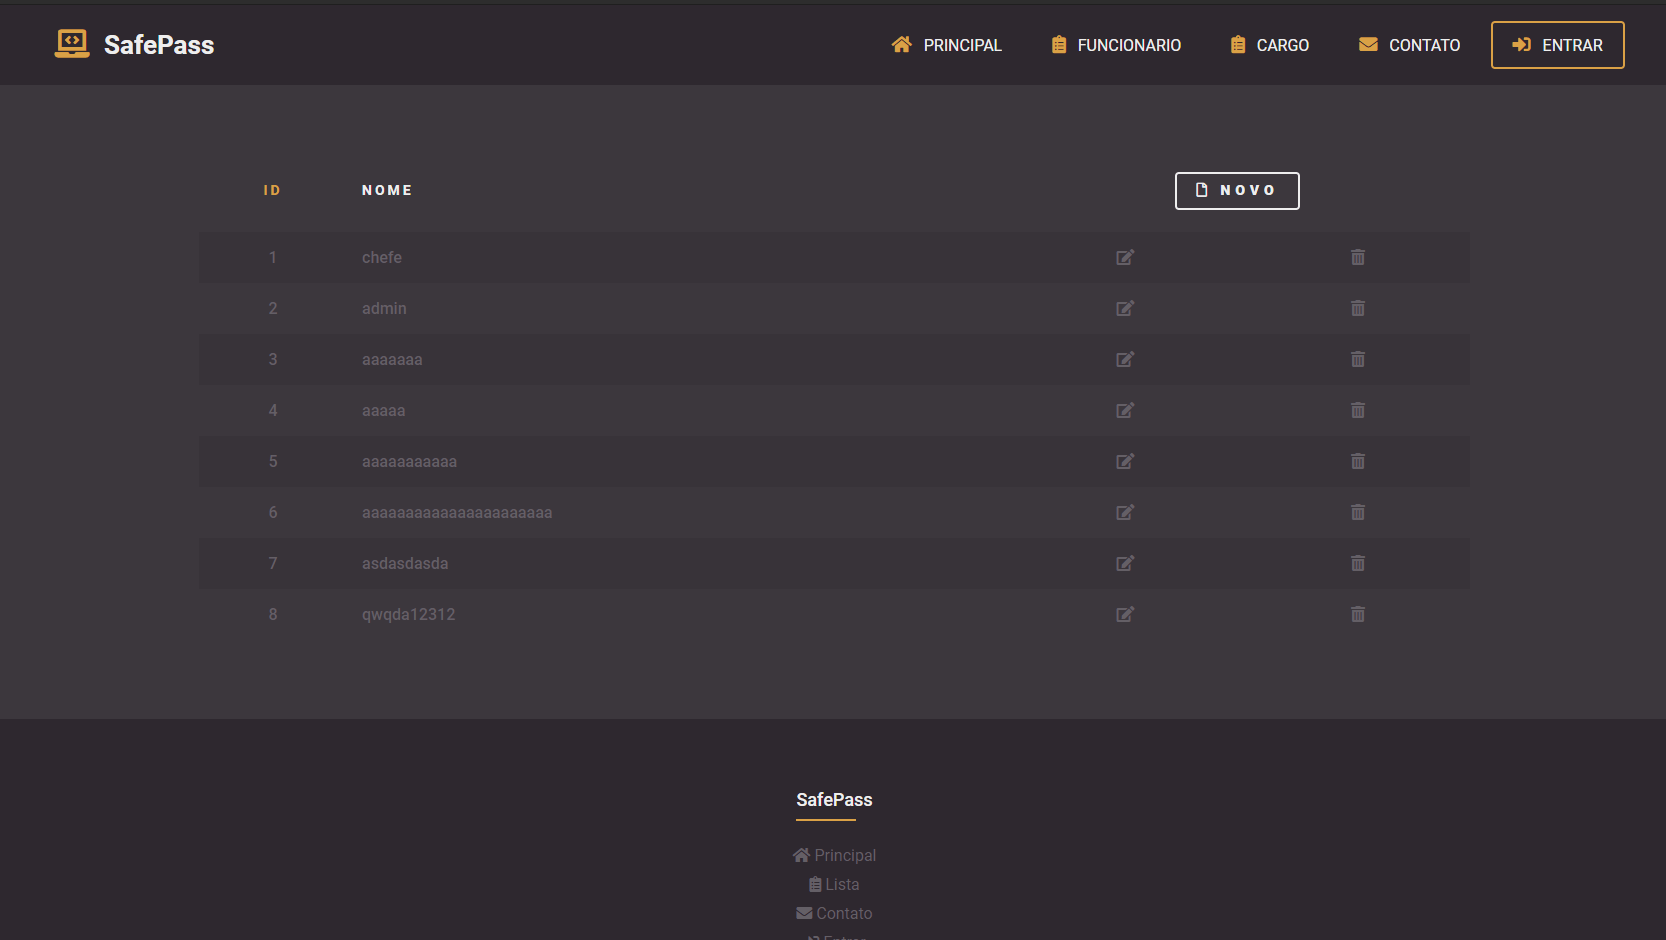 SafePass PRINCIPAL FUNCIONARIO CARGO CONTATO ENTRAR
ID NOME NOVO
1 chefe
2 admin
3 aaaaaaa
4 aaaaa
5 aaaaaaaaaaa
6 aaaaaaaaaaaaaaaaaaaaaa
7 asdasdasda
8 qwqda12312
SafePass
Principal
Lista
Contato